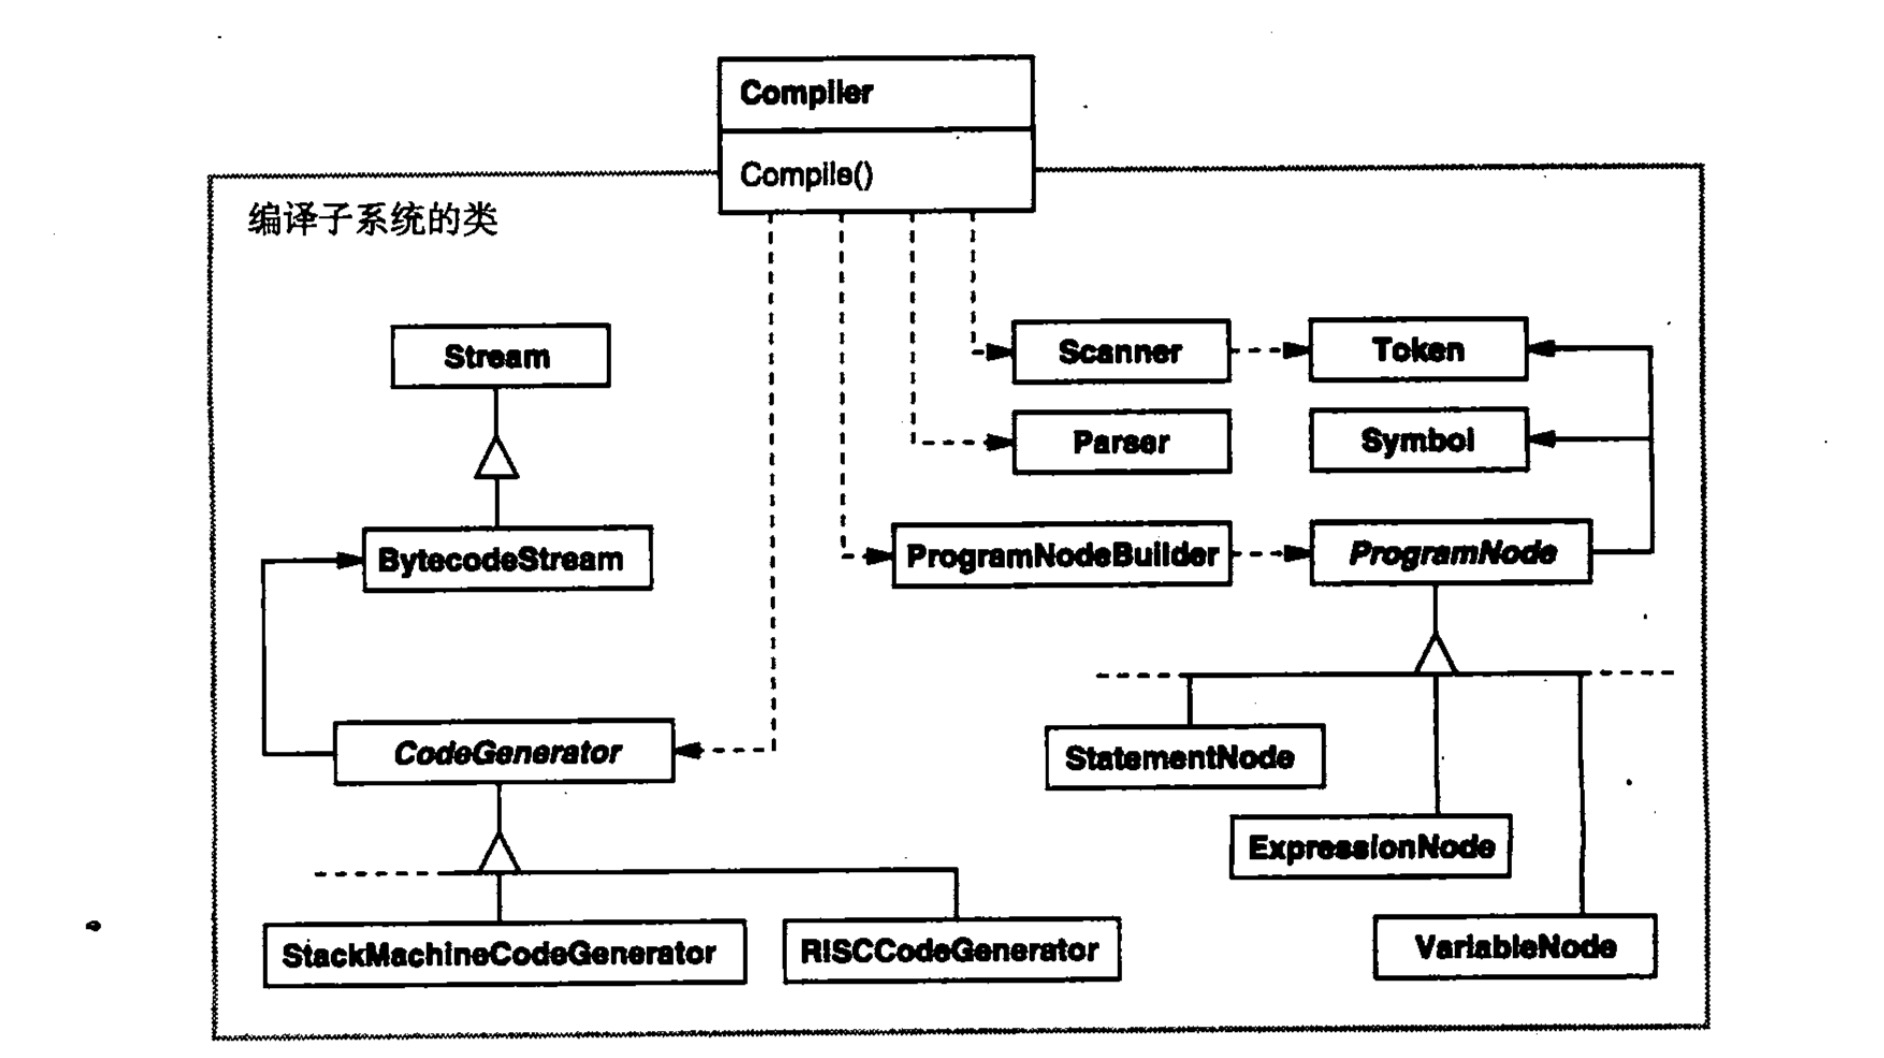 Compiler
Compile()
编译子系统的类
Stream
Scanner
Token
Parser
Symbol
BytecodeStream
ProgramNodeBuilder
ProgramNode
CodeGenerator
StatementNode
ExpressionNode
StackMachineCodeGenerator
RISCCodeGenerator
VariableNode